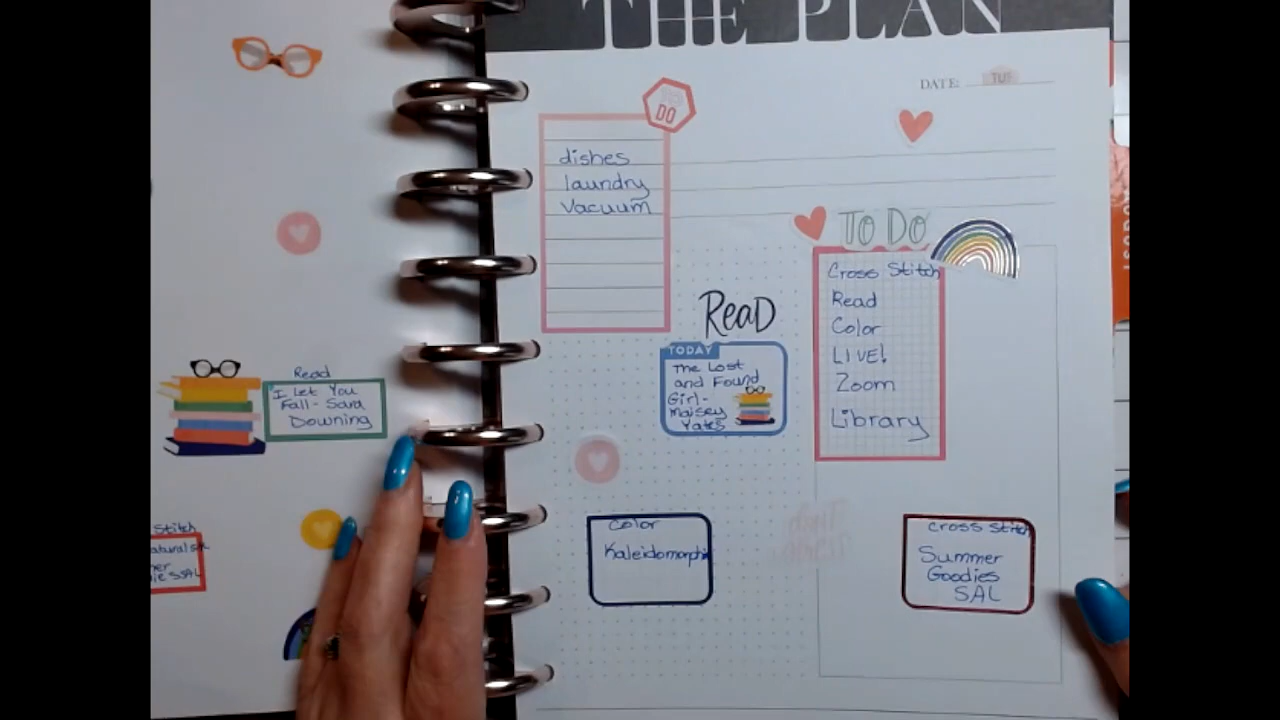 Read
I Let You
Fall - Sara
Downing
Stitch
THE PLAN
DATE: TUE
DO
dishes
laundry
vacuum
TO DO
Cross Stitch
Read
Color
LIVE!
Zoom
Library
ReaD
TODAY
The Lost
and Found
Girl-
Maisey
Yates
Color
Kaleidomorphia
Cross Stitch
Summer
Goodies
SAL